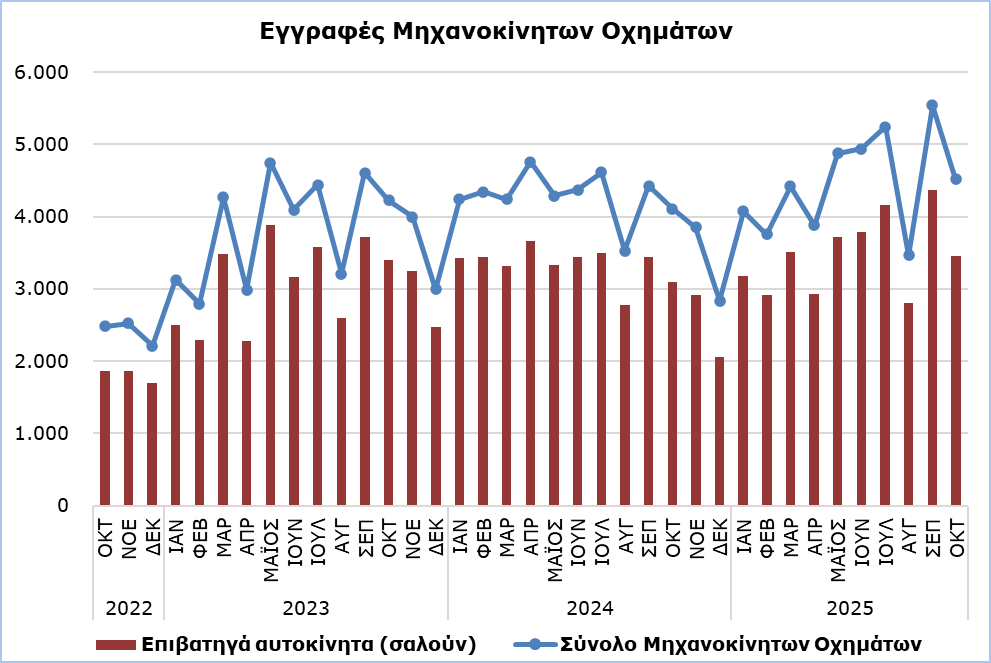 Εγγραφές Μηχανοκίνητων Οχημάτων
6.000
5.000
4.000
3.000
2.000
1.000
0
ΟΚΤ ΝΟΕ ΔΕΚ ΙΑΝ ΦΕΒ ΜΑΡ ΑΠΡ ΜΑΪΟΣ ΙΟΥΝ ΙΟΥΛ ΑΥΓ ΣΕΠ ΟΚΤ ΝΟΕ ΔΕΚ ΙΑΝ ΦΕΒ ΜΑΡ ΑΠΡ ΜΑΪΟΣ ΙΟΥΝ ΙΟΥΛ ΑΥΓ ΣΕΠ ΟΚΤ ΝΟΕ ΔΕΚ ΙΑΝ ΦΕΒ ΜΑΡ ΑΠΡ ΜΑΪΟΣ ΙΟΥΝ ΙΟΥΛ ΑΥΓ ΣΕΠ ΟΚΤ
2022 2023 2024 2025
Επιβατηγά αυτοκίνητα (σαλούν) Σύνολο Μηχανοκίνητων Οχημάτων